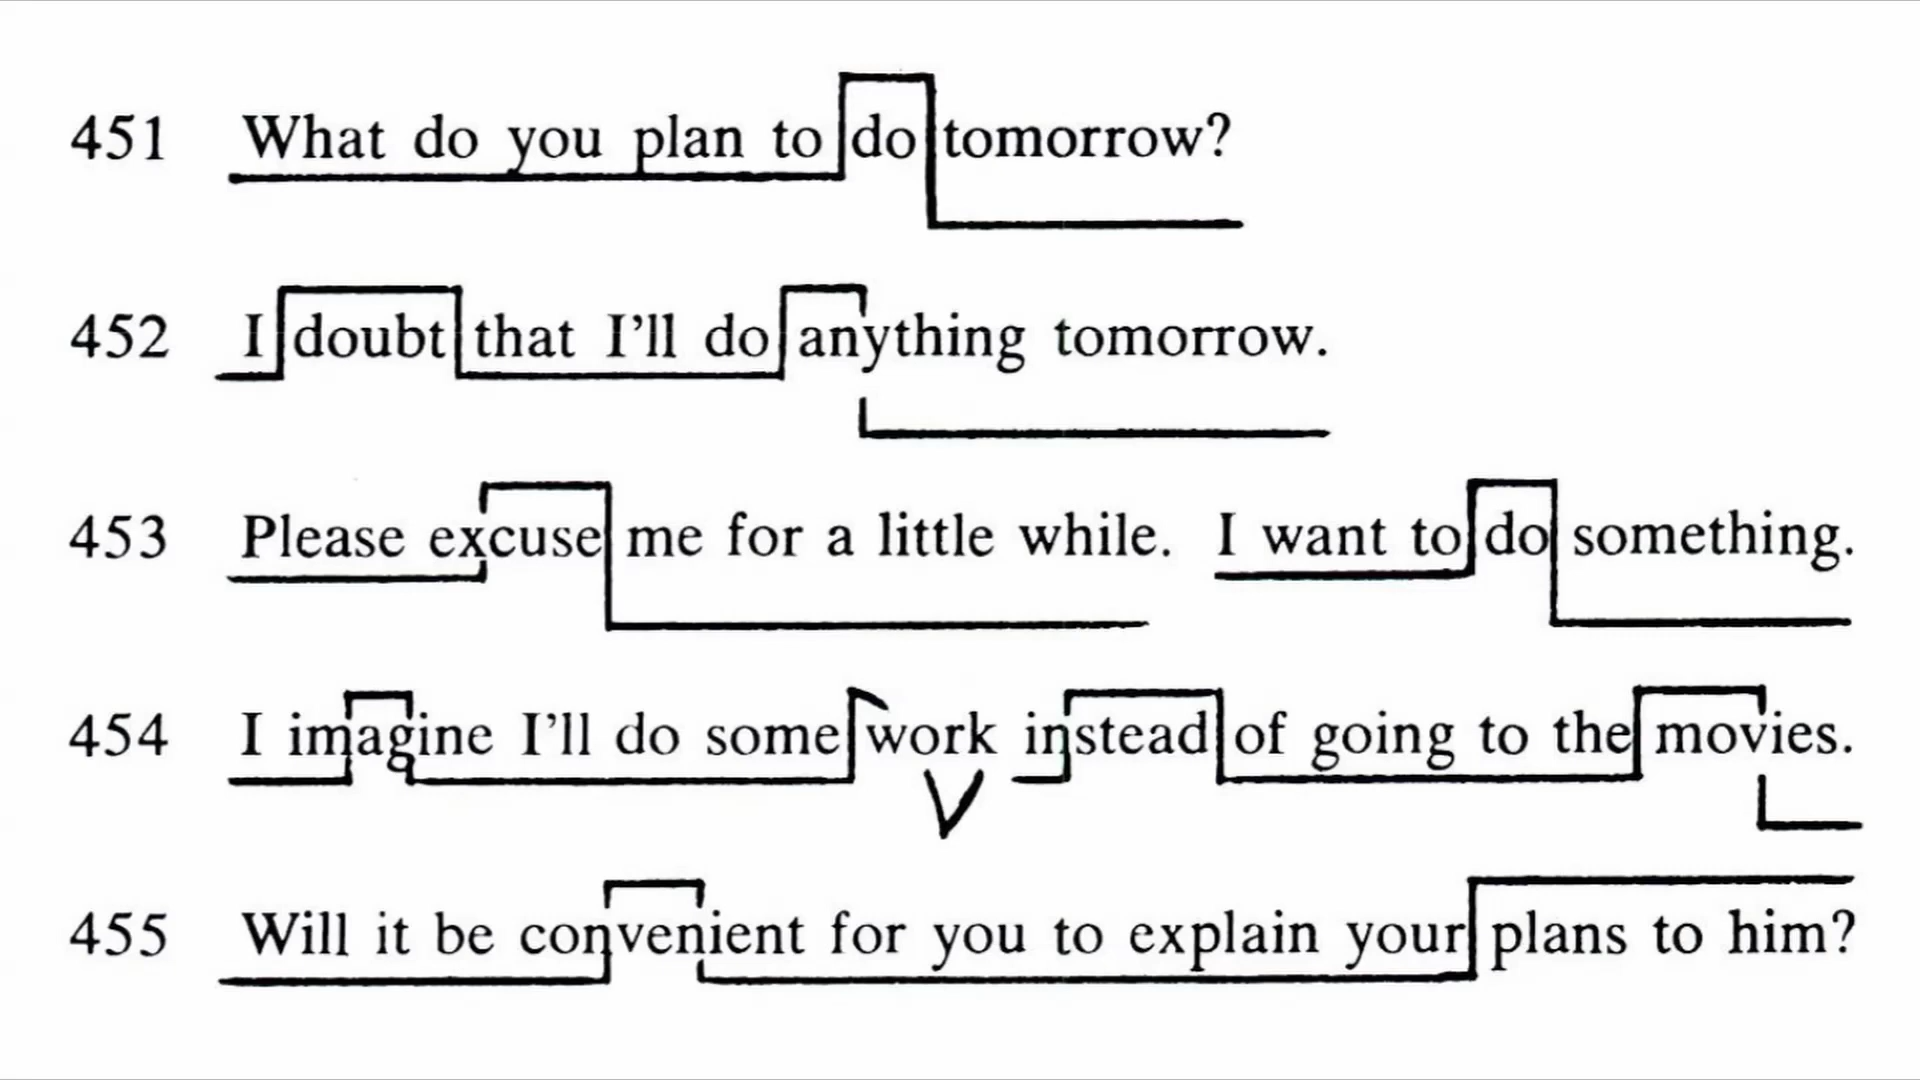 451 What do you plan to do tomorrow?
452 I doubt that I'll do anything tomorrow.
453 Please excuse me for a little while. I want to do something.
454 I imagine I'll do some work instead of going to the movies.
455 Will it be convenient for you to explain your plans to him?